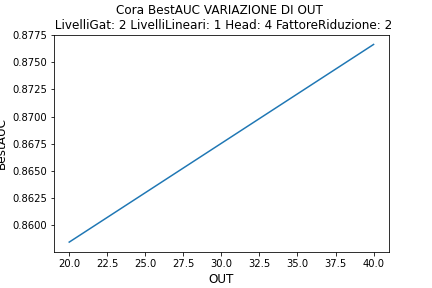 Cora BestAUC VARIAZIONE DI OUT
LivelliGat: 2 LivelliLineari: 1 Head: 4 FattoreRiduzione: 2
0.8775
0.8750
0.8725
0.8700
0.8675
0.8650
0.8625
0.8600
BestAUC
20.0 22.5 25.0 27.5 30.0 32.5 35.0 37.5 40.0
OUT